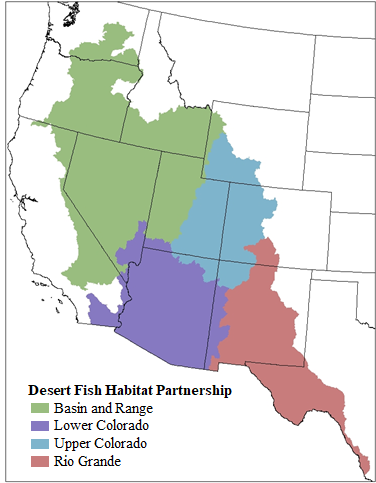 Desert Fish Habitat Partnership
Basin and Range
Lower Colorado
Upper Colorado
Rio Grande